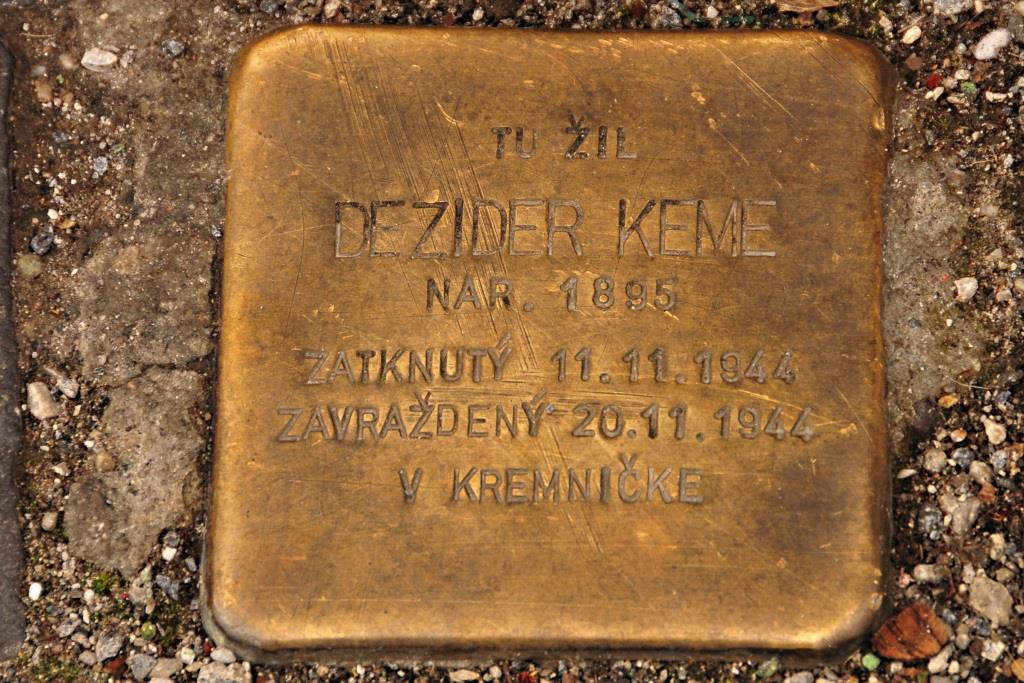 TU ŽIL
DEZIDER KEME
NAR. 1895
ZATKNUTÝ 11.11.1944
ZAVRAŽDENÝ 20.11.1944
V KREMNIČKE